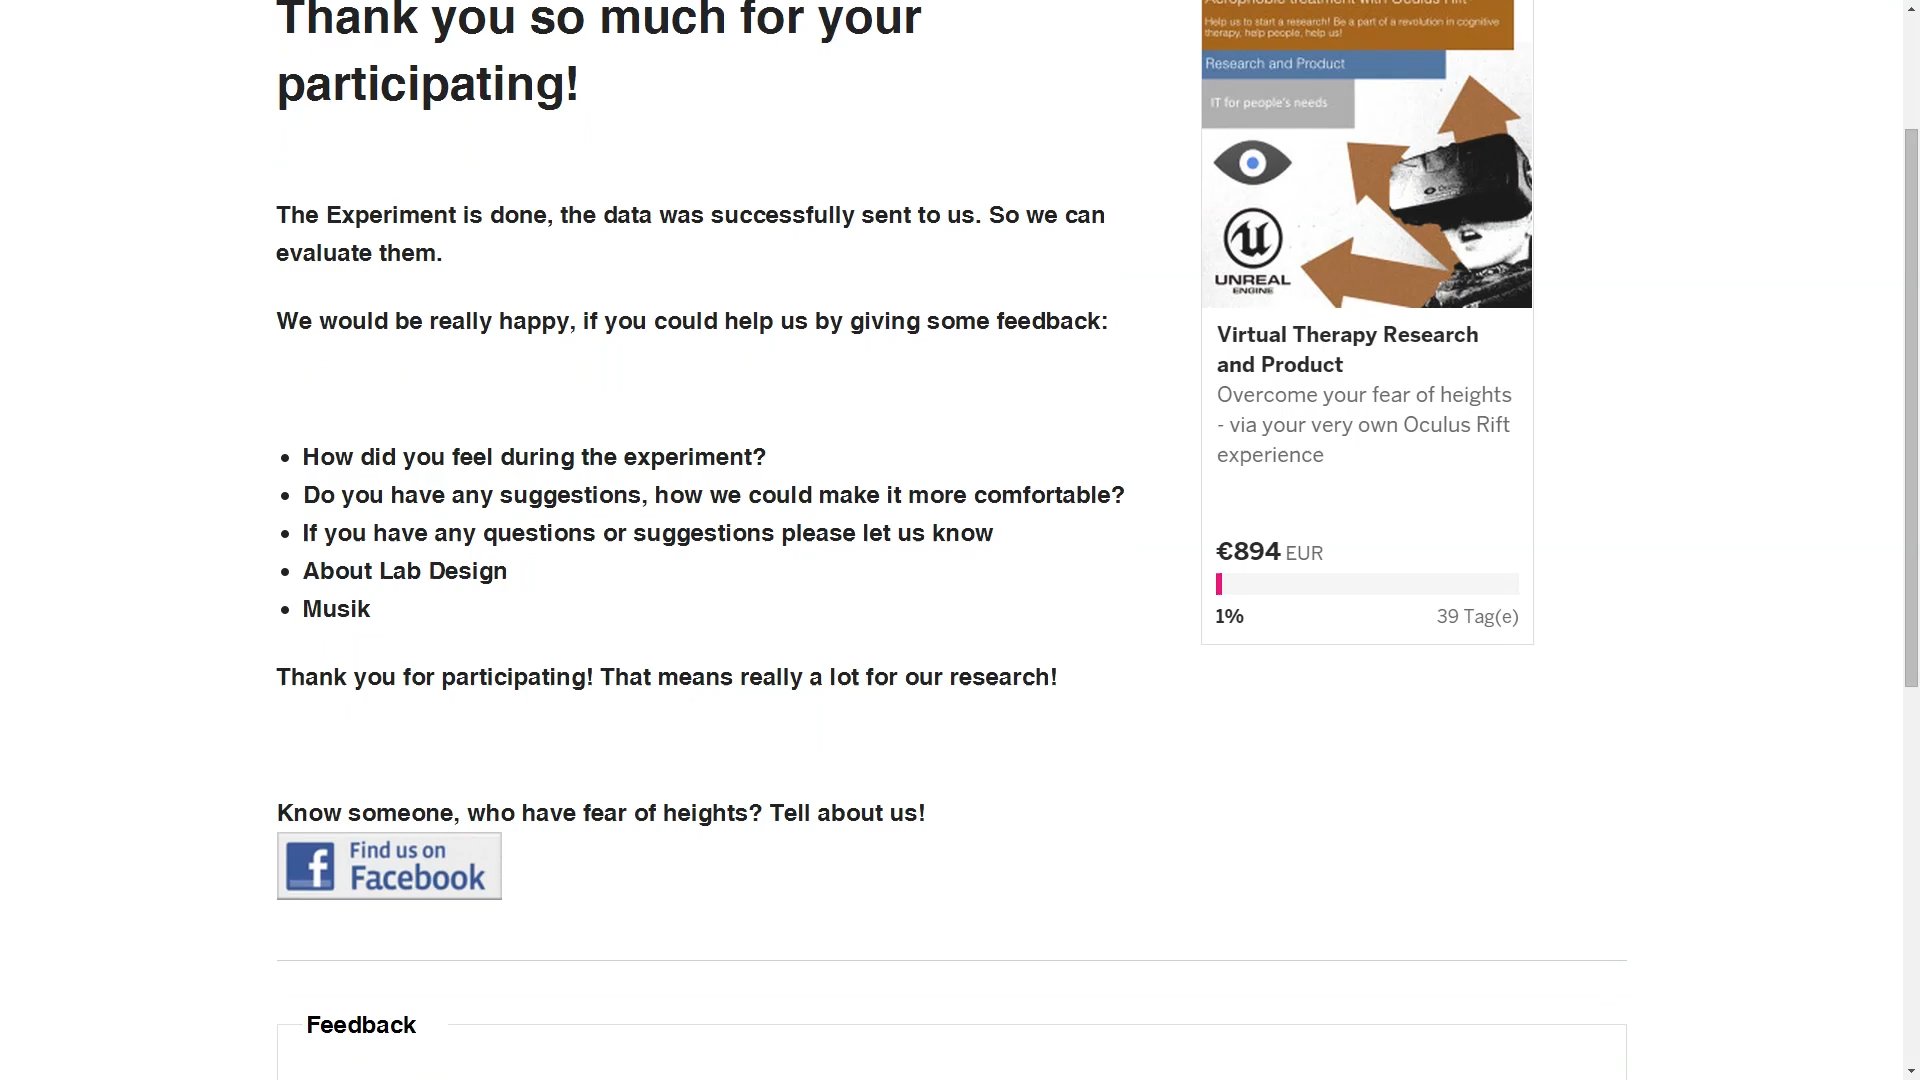 Thank you so much for your
participating!
The Experiment is done, the data was successfully sent to us. So we can
evaluate them.
We would be really happy, if you could help us by giving some feedback:
How did you feel during the experiment?
Do you have any suggestions, how we could make it more comfortable?
If you have any questions or suggestions please let us know
About Lab Design
Musik
Thank you for participating! That means really a lot for our research!
Know someone, who have fear of heights? Tell about us!
Find us on
Facebook
Feedback
Acrophobic treatment with Oculus Rift
Help us to start a research! Be a part of a revolution in cognitive
therapy, help people, help us!
Research and Product
IT for people's needs
UNREAL
ENGINE
Virtual Therapy Research
and Product
Overcome your fear of heights
- via your very own Oculus Rift
experience
€894 EUR
1% 39 Tag(e)